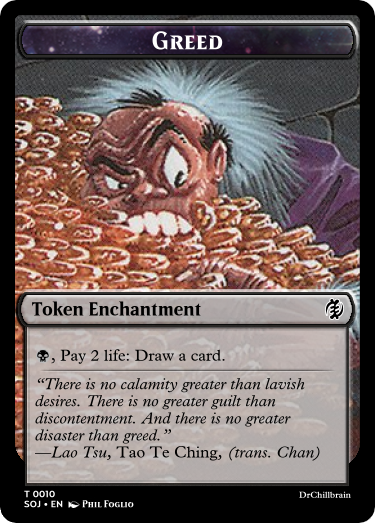 GREED
Token Enchantment
, Pay 2 life: Draw a card.
“There is no calamity greater than lavish
desires. There is no greater guilt than
discontentment. And there is no greater
disaster than greed.”
—Lao Tsu, Tao Te Ching, (trans. Chan)
T 0010
SOJ • EN PHIL FOGLIO
DrChillbrain